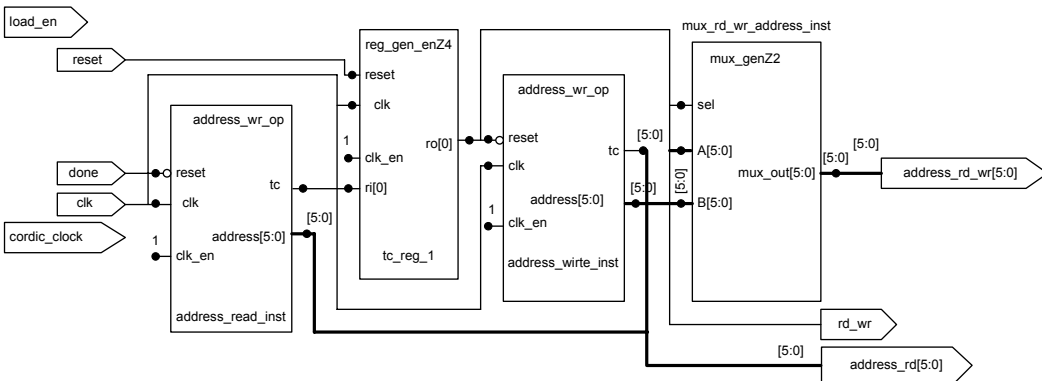 load_en
reset
done
clk
cordic_clock
address_wr_op
reset
clk
tc
address[5:0]
1
clk_en
address_read_inst
[5:0]
reg_gen_enZ4
reset
clk
1
clk_en
ri[0]
ro[0]
tc_reg_1
address_wr_op
reset
clk
tc
address[5:0]
1
clk_en
address_wirte_inst
[5:0]
[5:0]
[5:0]
mux_rd_wr_address_inst
mux_genZ2
sel
A[5:0]
mux_out[5:0]
B[5:0]
[5:0]
[5:0]
address_rd_wr[5:0]
rd_wr
[5:0]
address_rd[5:0]